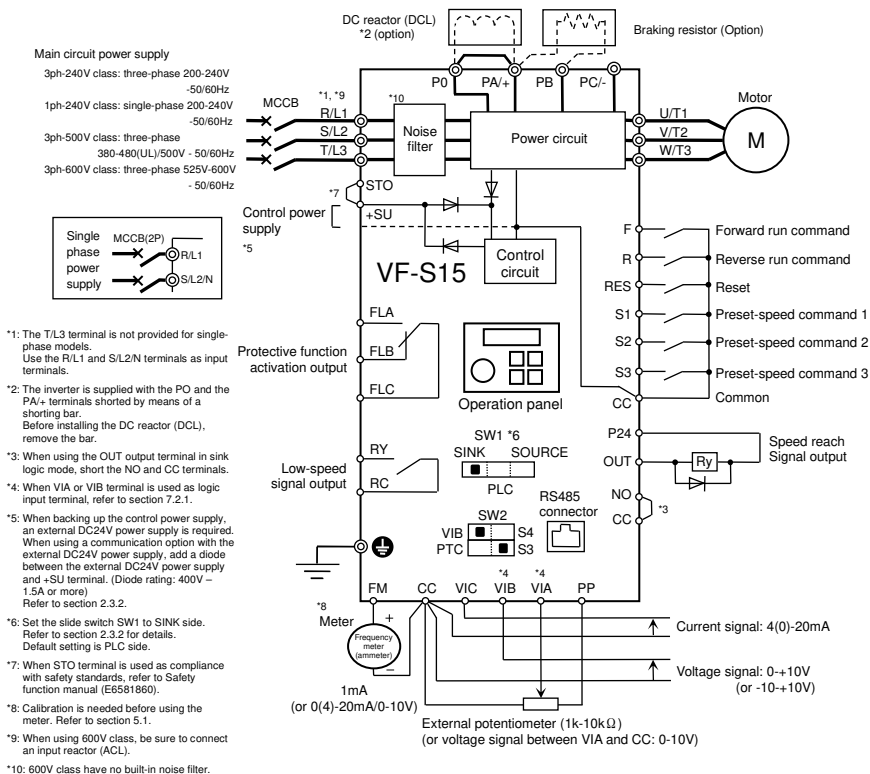 DC reactor (DCL)
*2 (option)
Braking resistor (Option)
Main circuit power supply
3ph-240V class: three-phase 200-240V
-50/60Hz
1ph-240V class: single-phase 200-240V
-50/60Hz
3ph-500V class: three-phase
380-480(UL)/500V - 50/60Hz
3ph-600V class: three-phase 525V-600V
- 50/60Hz
MCCB
*1, *9
R/L1
S/L2
T/L3
*10
Noise
filter
P0
PA/+
PB
PC/-
Power circuit
U/T1
V/T2
W/T3
Motor
M
*7
STO
Control power
supply
*5
+SU
Control
circuit
VF-S15
Single
phase
power
supply
MCCB(2P)
R/L1
S/L2/N
F
Forward run command
R
Reverse run command
RES
Reset
S1
Preset-speed command 1
S2
Preset-speed command 2
S3
Preset-speed command 3
CC
Common
Protective function
activation output
FLA
FLB
FLC
Operation panel
P24
OUT
Ry
Speed reach
Signal output
NO
CC
*3
Low-speed
signal output
RY
RC
SW1 *6
SINK
SOURCE
PLC
SW2
VIB
S4
PTC
S3
RS485
connector
FM
CC
VIC
*4
VIB
*4
VIA
PP
*8
Meter
+
Frequency
meter
(ammeter)
−
1mA
(or 0(4)-20mA/0-10V)
Current signal: 4(0)-20mA
Voltage signal: 0-+10V
(or -10-+10V)
External potentiometer (1k-10kΩ)
(or voltage signal between VIA and CC: 0-10V)
*1: The T/L3 terminal is not provided for single-
phase models.
Use the R/L1 and S/L2/N terminals as input
terminals.
*2: The inverter is supplied with the PO and the
PA/+ terminals shorted by means of a
shorting bar.
Before installing the DC reactor (DCL),
remove the bar.
*3: When using the OUT output terminal in sink
logic mode, short the NO and CC terminals.
*4: When VIA or VIB terminal is used as logic
input terminal, refer to section 7.2.1.
*5: When backing up the control power supply,
an external DC24V power supply is required.
When using a communication option with the
external DC24V power supply, add a diode
between the external DC24V power supply
and +SU terminal. (Diode rating: 400V –
1.5A or more)
Refer to section 2.3.2.
*6: Set the slide switch SW1 to SINK side.
Refer to section 2.3.2 for details.
Default setting is PLC side.
*7: When STO terminal is used as compliance
with safety standards, refer to Safety
function manual (E6581860).
*8: Calibration is needed before using the
meter. Refer to section 5.1.
*9: When using 600V class, be sure to connect
an input reactor (ACL).
*10: 600V class have no built-in noise filter.